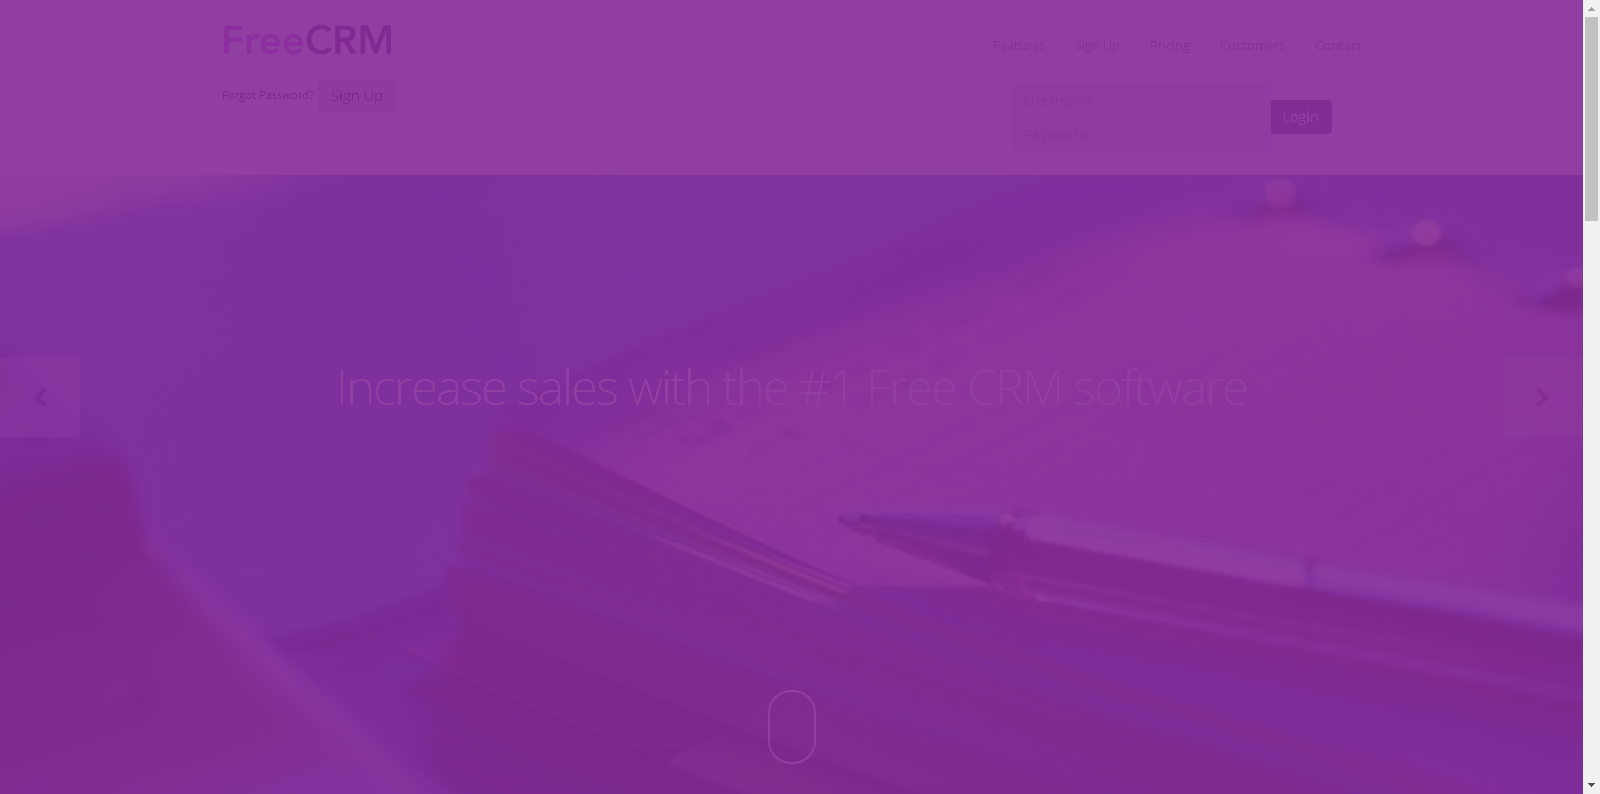 FreeCRM
Features Sign Up Pricing Customers Contact
Forgot Password? Sign Up
Username
Password
Login
Increase sales with the #1 Free CRM software